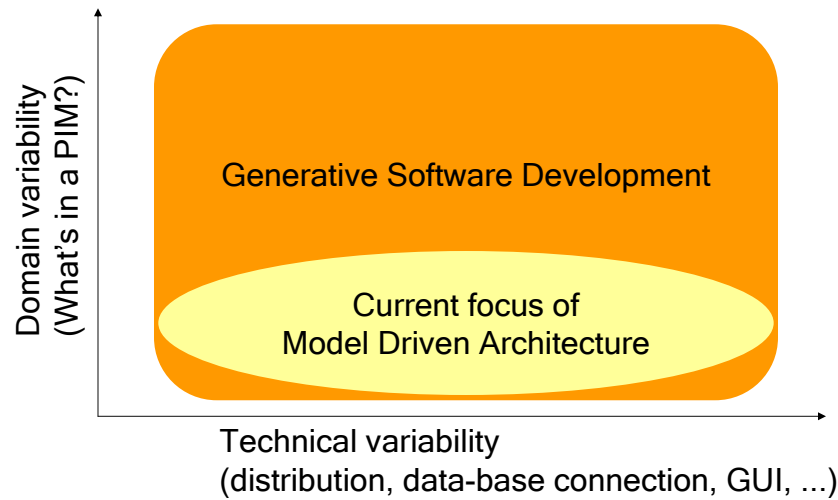 Domain variability
(What's in a PIM?)
Generative Software Development
Current focus of
Model Driven Architecture
Technical variability
(distribution, data-base connection, GUI, ...)